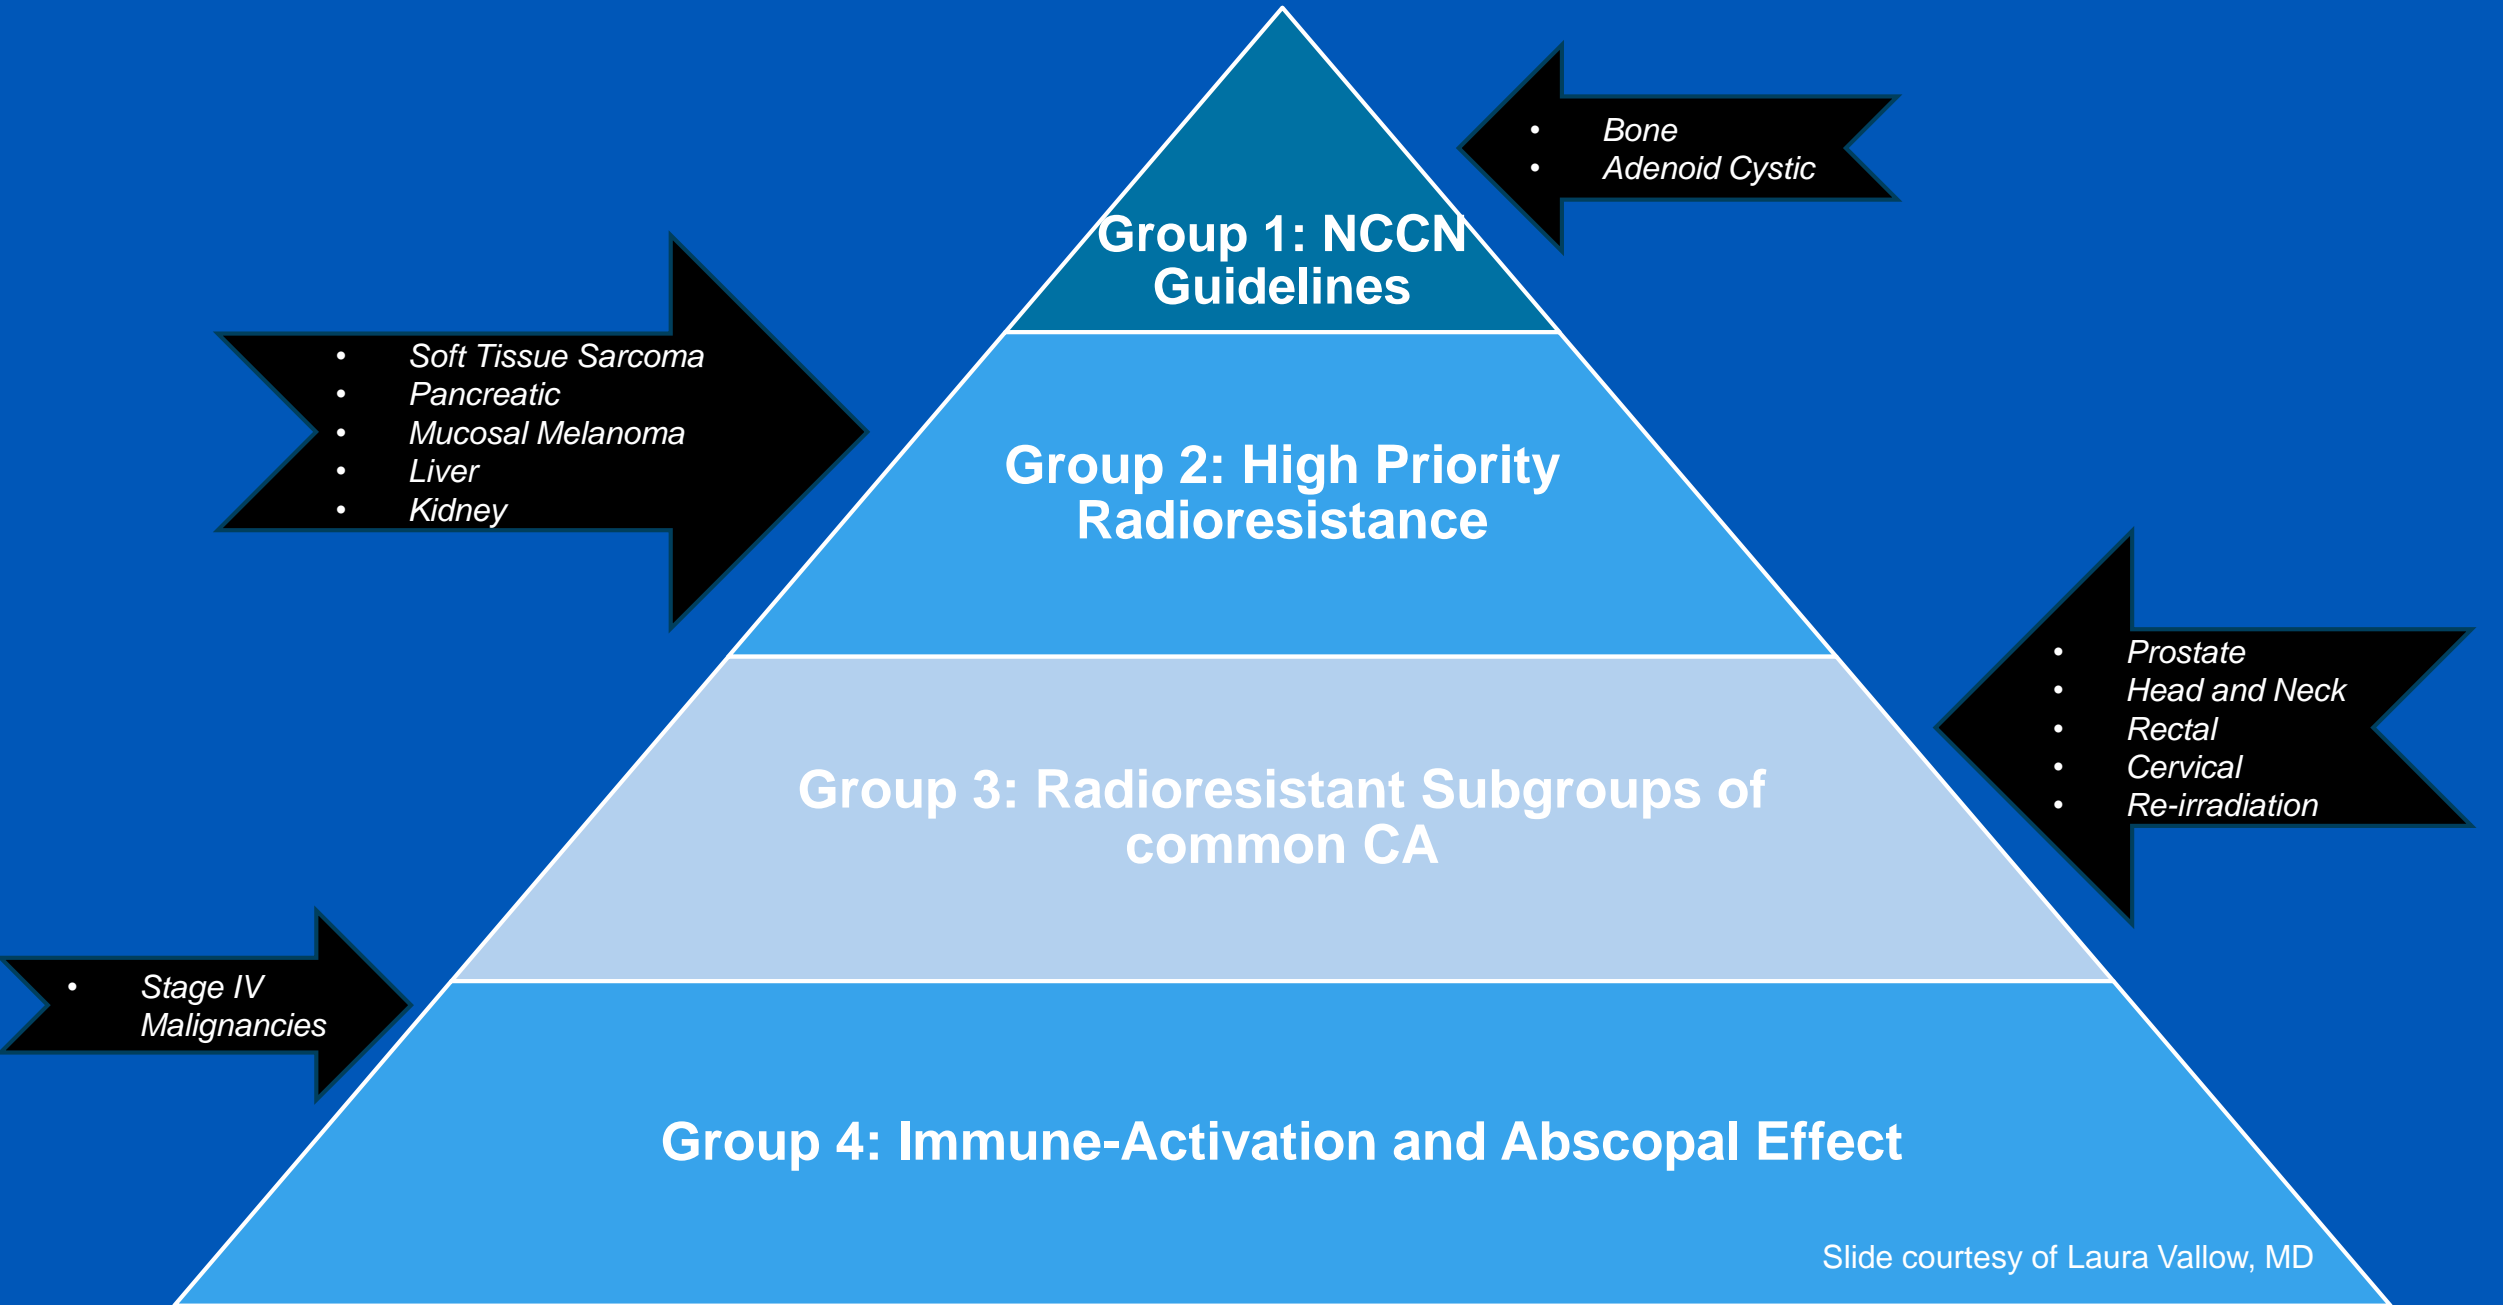 • Bone
• Adenoid Cystic
Group 1: NCCN
Guidelines
• Soft Tissue Sarcoma
• Pancreatic
• Mucosal Melanoma
• Liver
• Kidney
Group 2: High Priority
Radioresistance
• Prostate
• Head and Neck
• Rectal
• Cervical
• Re-irradiation
Group 3: Radioresistant Subgroups of
common CA
• Stage IV
Malignancies
Group 4: Immune-Activation and Abscopal Effect
Slide courtesy of Laura Vallow, MD